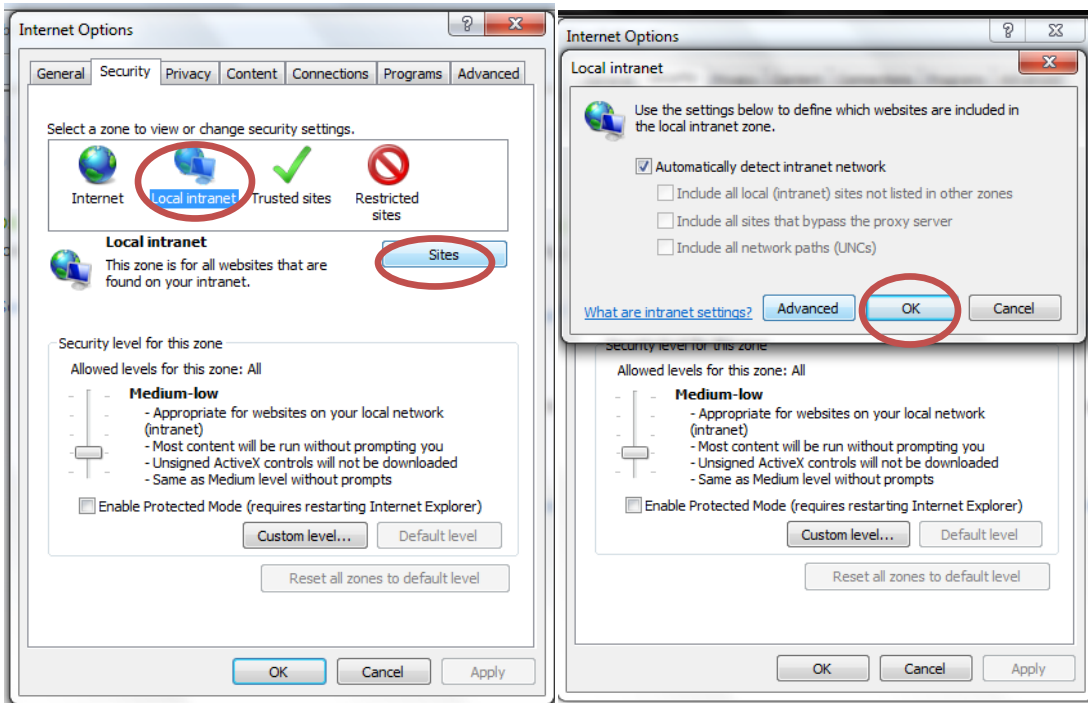 Internet Options
General Security Privacy Content Connections Programs Advanced
Select a zone to view or change security settings.
Internet Local intranet Trusted sites Restricted
sites
Local intranet
Sites
This zone is for all websites that are
found on your intranet.
Security level for this zone
Allowed levels for this zone: All
Medium-low
- Appropriate for websites on your local network
(intranet)
- Most content will be run without prompting you
- Unsigned ActiveX controls will not be downloaded
- Same as Medium level without prompts
Enable Protected Mode (requires restarting Internet Explorer)
Custom level... Default level
Reset all zones to default level
OK Cancel Apply
Internet Options
Local intranet
Use the settings below to define which websites are included in
the local intranet zone.
Automatically detect intranet network
Include all local (intranet) sites not listed in other zones
Include all sites that bypass the proxy server
Include all network paths (UNCs)
What are intranet settings? Advanced OK Cancel
Security level for this zone
Allowed levels for this zone: All
Medium-low
- Appropriate for websites on your local network
(intranet)
- Most content will be run without prompting you
- Unsigned ActiveX controls will not be downloaded
- Same as Medium level without prompts
Enable Protected Mode (requires restarting Internet Explorer)
Custom level... Default level
Reset all zones to default level
OK Cancel Apply